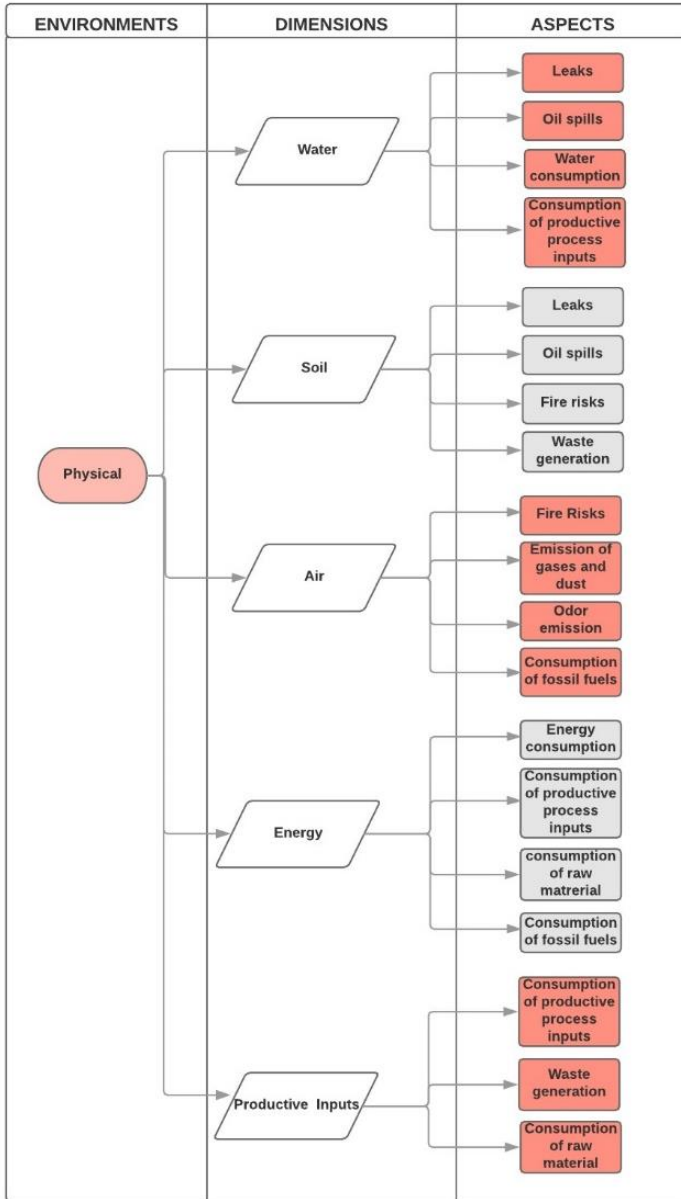 ENVIRONMENTS
DIMENSIONS
ASPECTS
Physical
Water
Leaks
Oil spills
Water
consumption
Consumption
of productive
process
inputs
Soil
Leaks
Oil spills
Fire risks
Waste
generation
Air
Fire Risks
Emission of
gases and
dust
Odor
emission
Consumption
of fossil fuels
Energy
Energy
consumption
Consumption
of productive
process
inputs
consumption
of raw
matrerial
Consumption
of fossil fuels
Productive Inputs
Consumption
of productive
process
inputs
Waste
generation
Consumption
of raw
material